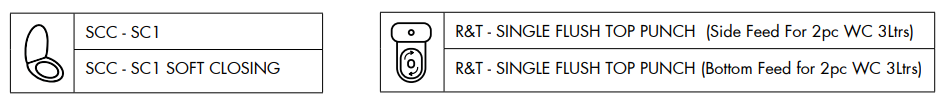 SCC - SC1
SCC - SC1 SOFT CLOSING
R&T - SINGLE FLUSH TOP PUNCH (Side Feed For 2pc WC 3Ltrs)
R&T - SINGLE FLUSH TOP PUNCH (Bottom Feed for 2pc WC 3Ltrs)